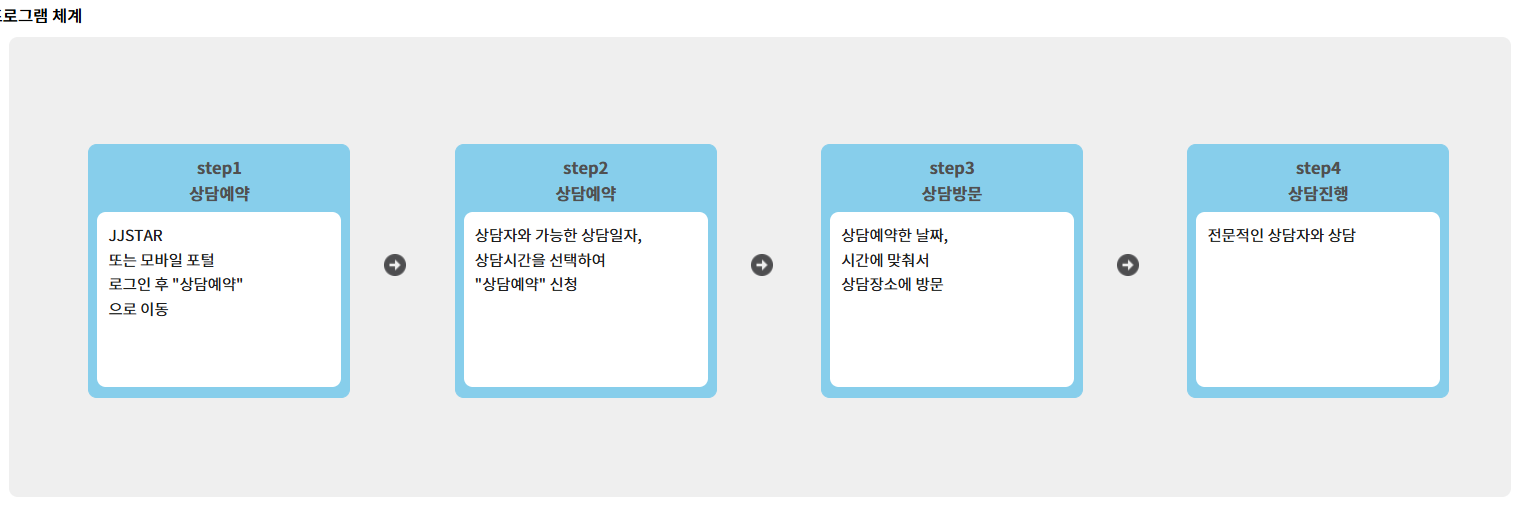 프로그램 체계
step1
상담예약
JJSTAR
또는 모바일 포털
로그인 후 "상담예약"
으로 이동
step2
상담예약
상담자와 가능한 상담일자,
상담시간을 선택하여
"상담예약" 신청
step3
상담방문
상담예약한 날짜,
시간에 맞춰서
상담장소에 방문
step4
상담진행
전문적인 상담자와 상담